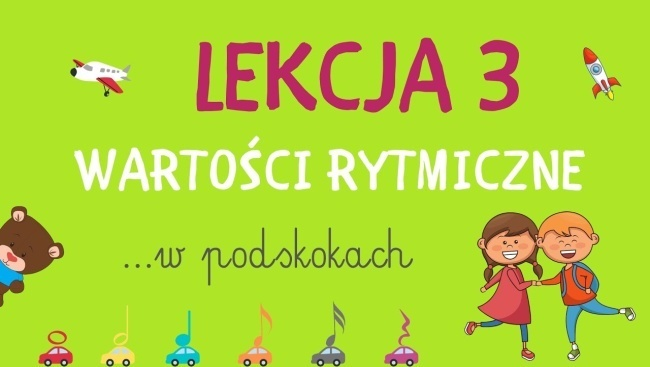 LEKCJA 3
WARTOŚCI RYTMICZNE
...w podskokach